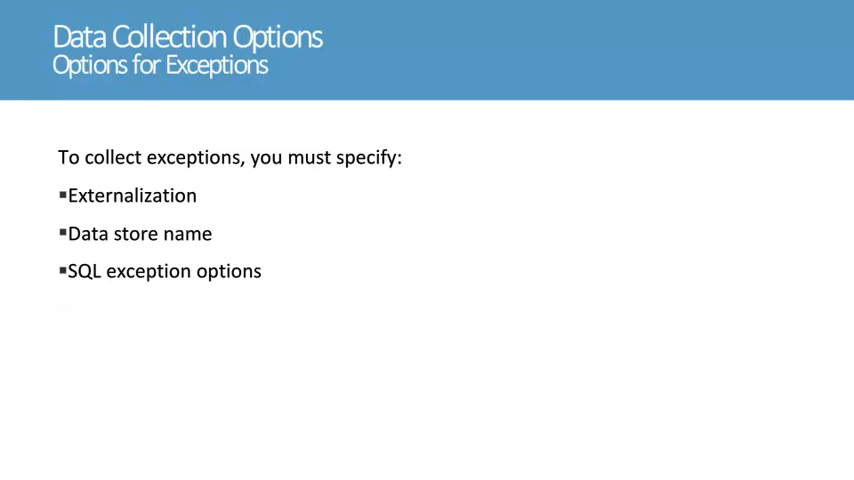 Data Collection Options
Options for Exceptions
To collect exceptions, you must specify:
▪Externalization
▪Data store name
▪SQL exception options